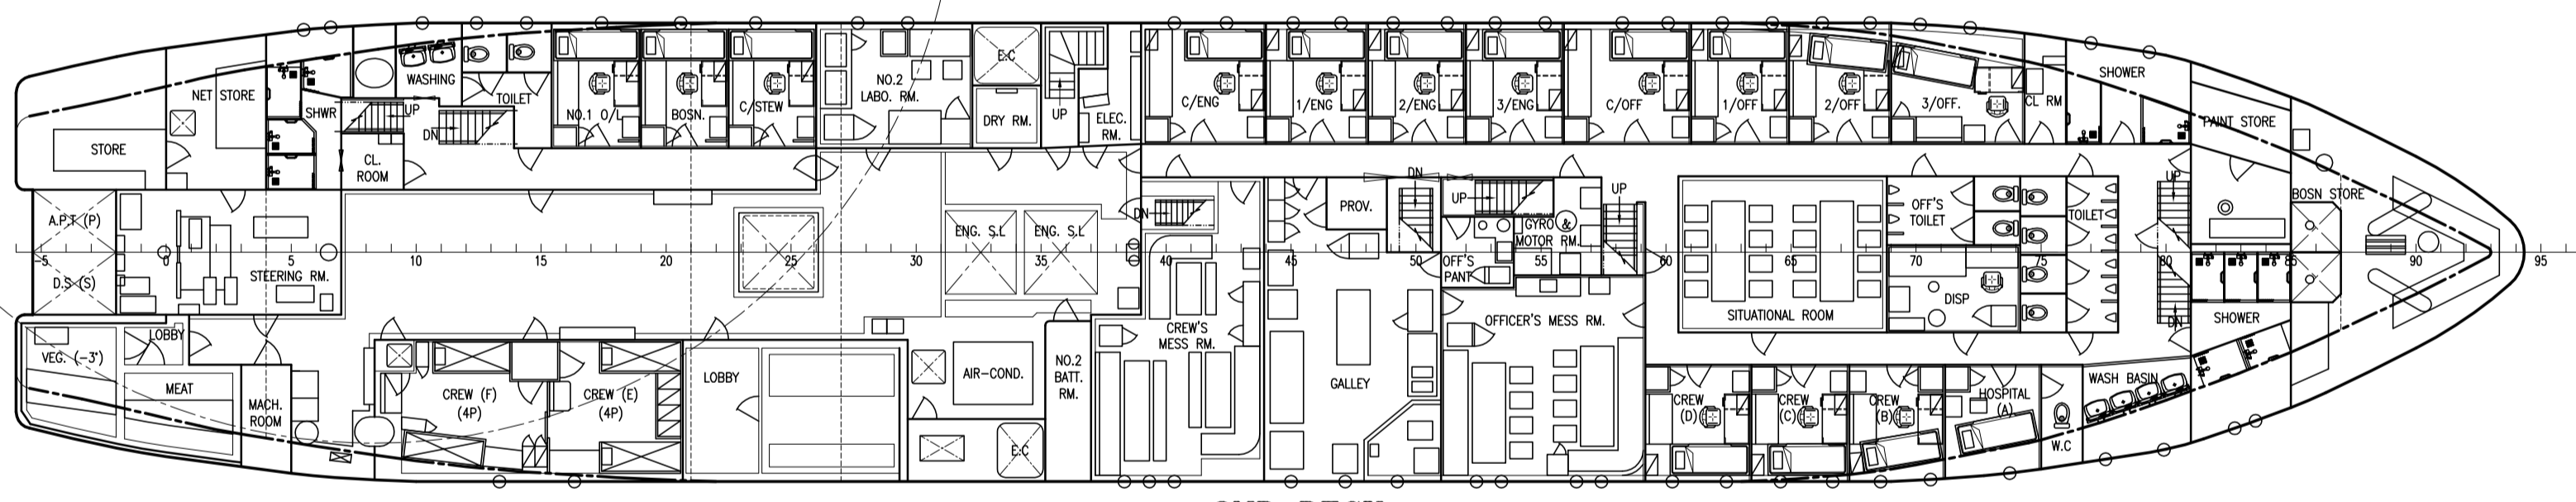 WASHING
TOILET
NET STORE
SHWR
UP
DN
STORE
CL.
ROOM
NO.1 O/L
BOSN.
C/STEW
NO.2
LABO. RM.
E.C
DRY RM.
UP
ELEC.
RM.
C/ENG
1/ENG
2/ENG
3/ENG
C/OFF
1/OFF
2/OFF
3/OFF.
CL RM
SHOWER
PAINT STORE
A.P.T (P)
D.S (S)
STEERING RM.
ENG. S.L
ENG. S.L
DN
PROV.
DN
UP
GYRO &
MOTOR RM.
UP
OFF'S
PANT
OFF'S
TOILET
TOILET
UP
BOSN STORE
-5
0
5
10
15
20
25
30
35
40
45
50
55
60
65
70
75
80
85
90
95
SITUATIONAL ROOM
DISP
DN
SHOWER
LOBBY
VEG. (-3°)
MEAT
MACH.
ROOM
CREW (F)
(4P)
CREW (E)
(4P)
LOBBY
AIR-COND.
E.C
NO.2
BATT.
RM.
CREW'S
MESS RM.
GALLEY
OFFICER'S MESS RM.
CREW
(D)
CREW
(C)
CREW
(B)
HOSPITAL
(A)
W.C
WASH BASIN